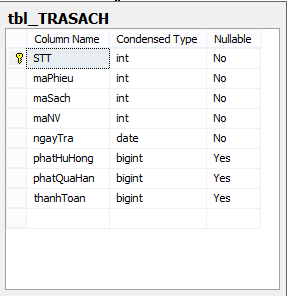 tbl_TRASACH
Column Name Condensed Type Nullable
STT int No
maPhieu int No
maSach int No
maNV int No
ngayTra date No
phatHuHong bigint Yes
phatQuaHan bigint Yes
thanhToan bigint Yes